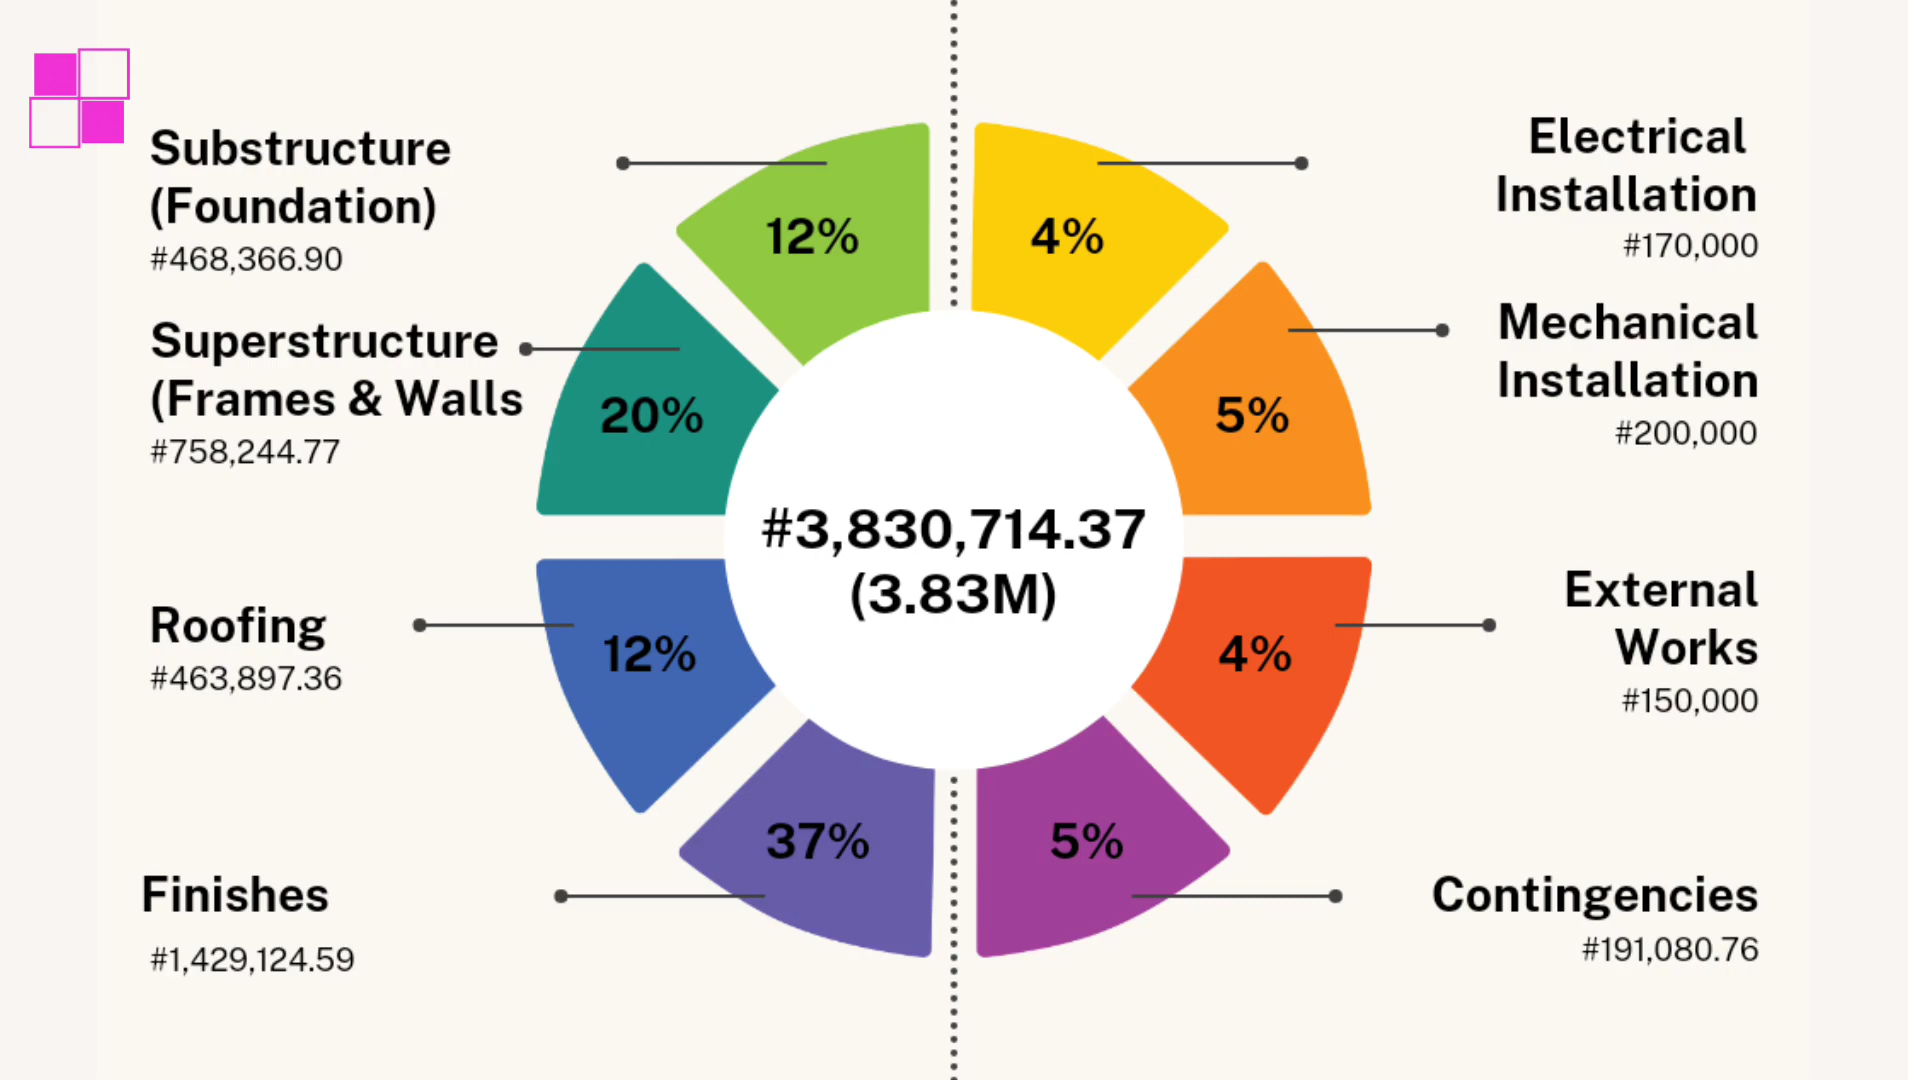 Substructure
(Foundation)
#468,366.90
12%
Superstructure
(Frames & Walls
#758,244.77
20%
Roofing
#463,897.36
12%
Finishes
#1,429,124.59
37%
#3,830,714.37
(3.83M)
Electrical
Installation
#170,000
4%
Mechanical
Installation
#200,000
5%
External
Works
#150,000
4%
Contingencies
#191,080.76
5%